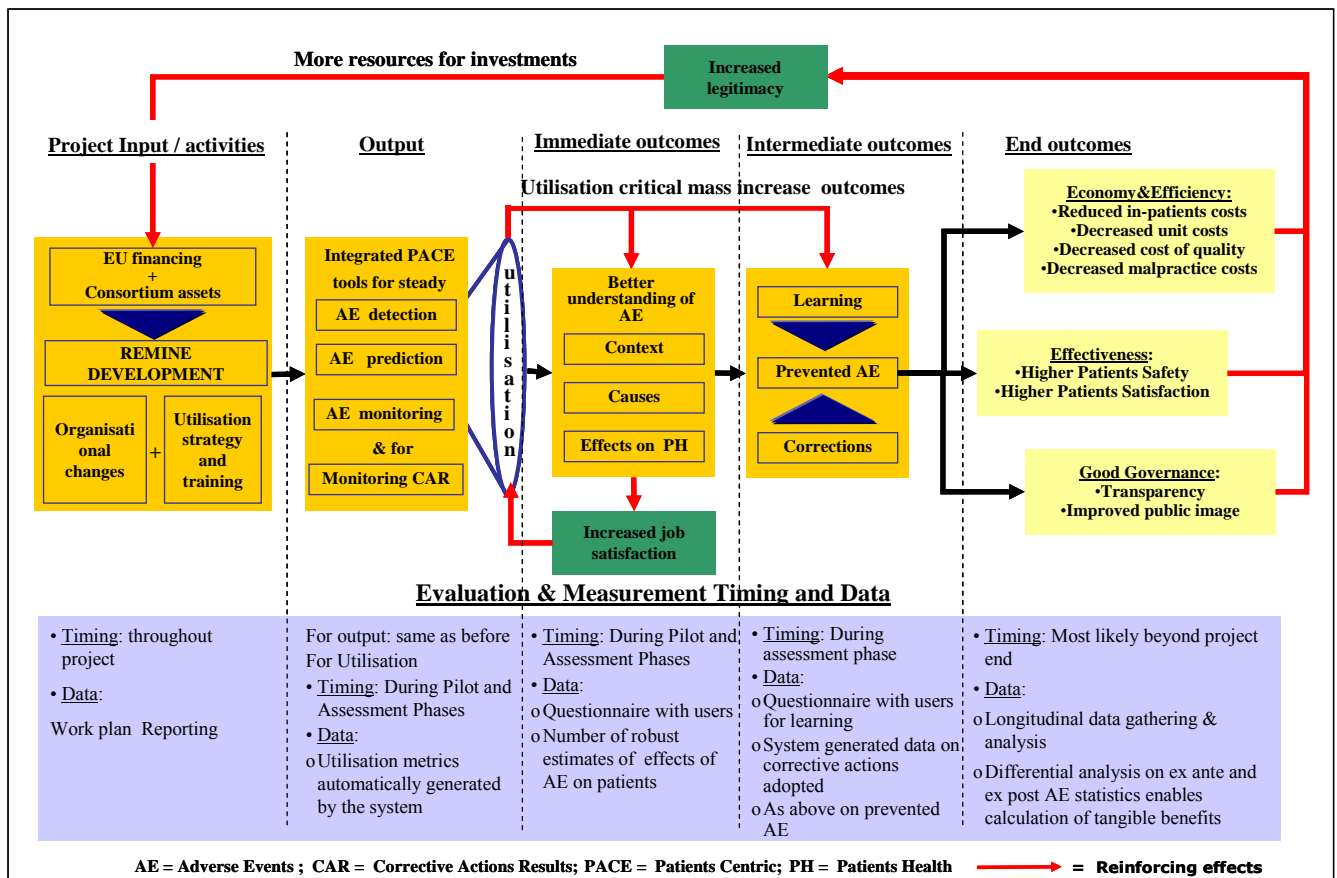 More resources for investments
Increased
legitimacy
Project Input / activities
Output
Immediate outcomes
Intermediate outcomes
End outcomes
Utilisation critical mass increase outcomes
EU financing
+
Consortium assets
REMINE
DEVELOPMENT
Organisati
onal
changes
+
Utilisation
strategy
and
training
Integrated PACE
tools for steady
AE detection
AE prediction
AE monitoring
& for
Monitoring CAR
utilisation
Better
understanding of
AE
Context
Causes
Effects on PH
Increased job
satisfaction
Learning
Prevented AE
Corrections
Economy&Efficiency:
•Reduced in-patients costs
•Decreased unit costs
•Decreased cost of quality
•Decreased malpractice costs
Effectiveness:
•Higher Patients Safety
•Higher Patients Satisfaction
Good Governance:
•Transparency
•Improved public image
Evaluation & Measurement Timing and Data
• Timing: throughout
project
• Data:
Work plan Reporting
For output: same as before
For Utilisation
• Timing: During Pilot and
Assessment Phases
• Data:
o Utilisation metrics
automatically generated
by the system
• Timing: During Pilot and
Assessment Phases
• Data:
o Questionnaire with users
o Number of robust
estimates of effects of
AE on patients
• Timing: During
assessment phase
• Data:
o Questionnaire with users
for learning
o System generated data on
corrective actions
adopted
o As above on prevented
AE
• Timing: Most likely beyond project
end
• Data:
o Longitudinal data gathering &
analysis
o Differential analysis on ex ante and
ex post AE statistics enables
calculation of tangible benefits
AE = Adverse Events ; CAR = Corrective Actions Results; PACE = Patients Centric; PH = Patients Health = Reinforcing effects